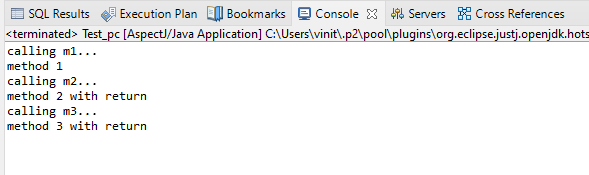 SQL Results Execution Plan Bookmarks Console Servers Cross References
<terminated> Test_pc [AspectJ/Java Application] C:\Users\vinit\.p2\pool\plugins\org.eclipse.justj.openjdk.hots
calling m1...
method 1
calling m2...
method 2 with return
calling m3...
method 3 with return